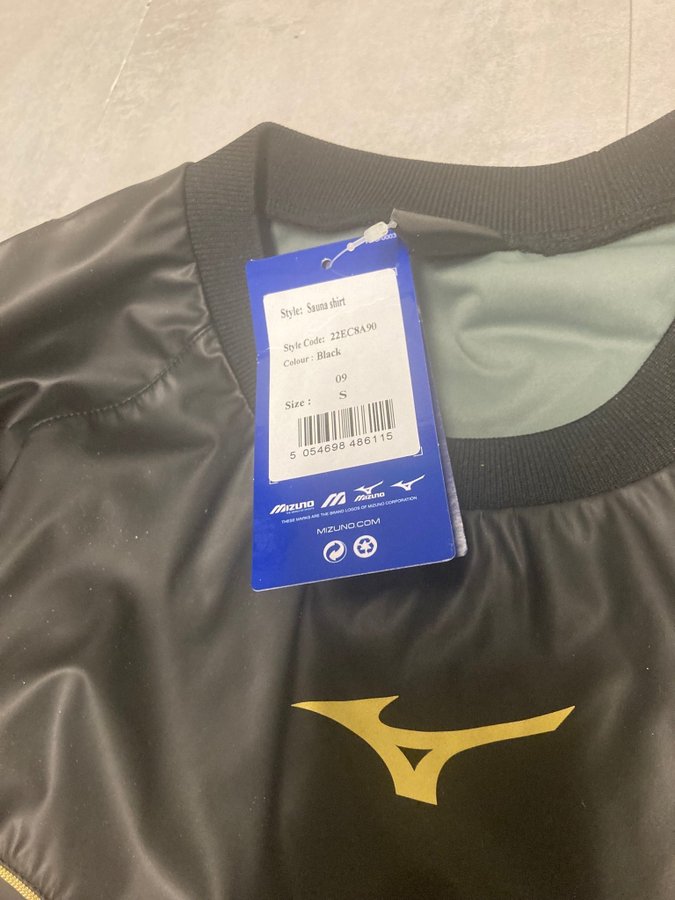 Style: Sauna shirt
Style Code: 22EC8A90
Colour: Black
09
Size : S
5 054698 486115
MIZUNO MIZUNO
THESE MARKS ARE THE BRAND LOGOS OF MIZUNO CORPORATION
MIZUNO.COM